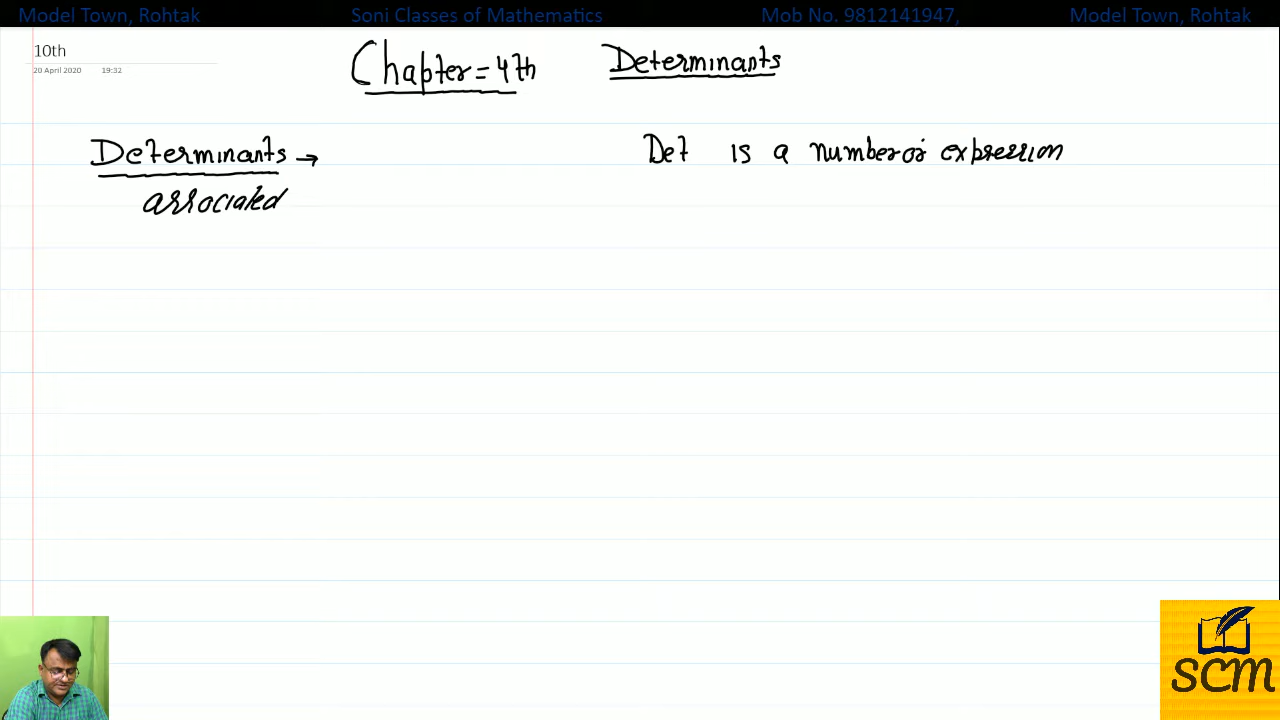 Model Town, Rohtak Soni Classes of Mathematics Mob No. 9812141947, Model Town, Rohtak
10th
20 April 2020 19:32
Chapter = 4th Determinants
Determinants → Det is a number or expression
associated
SCM